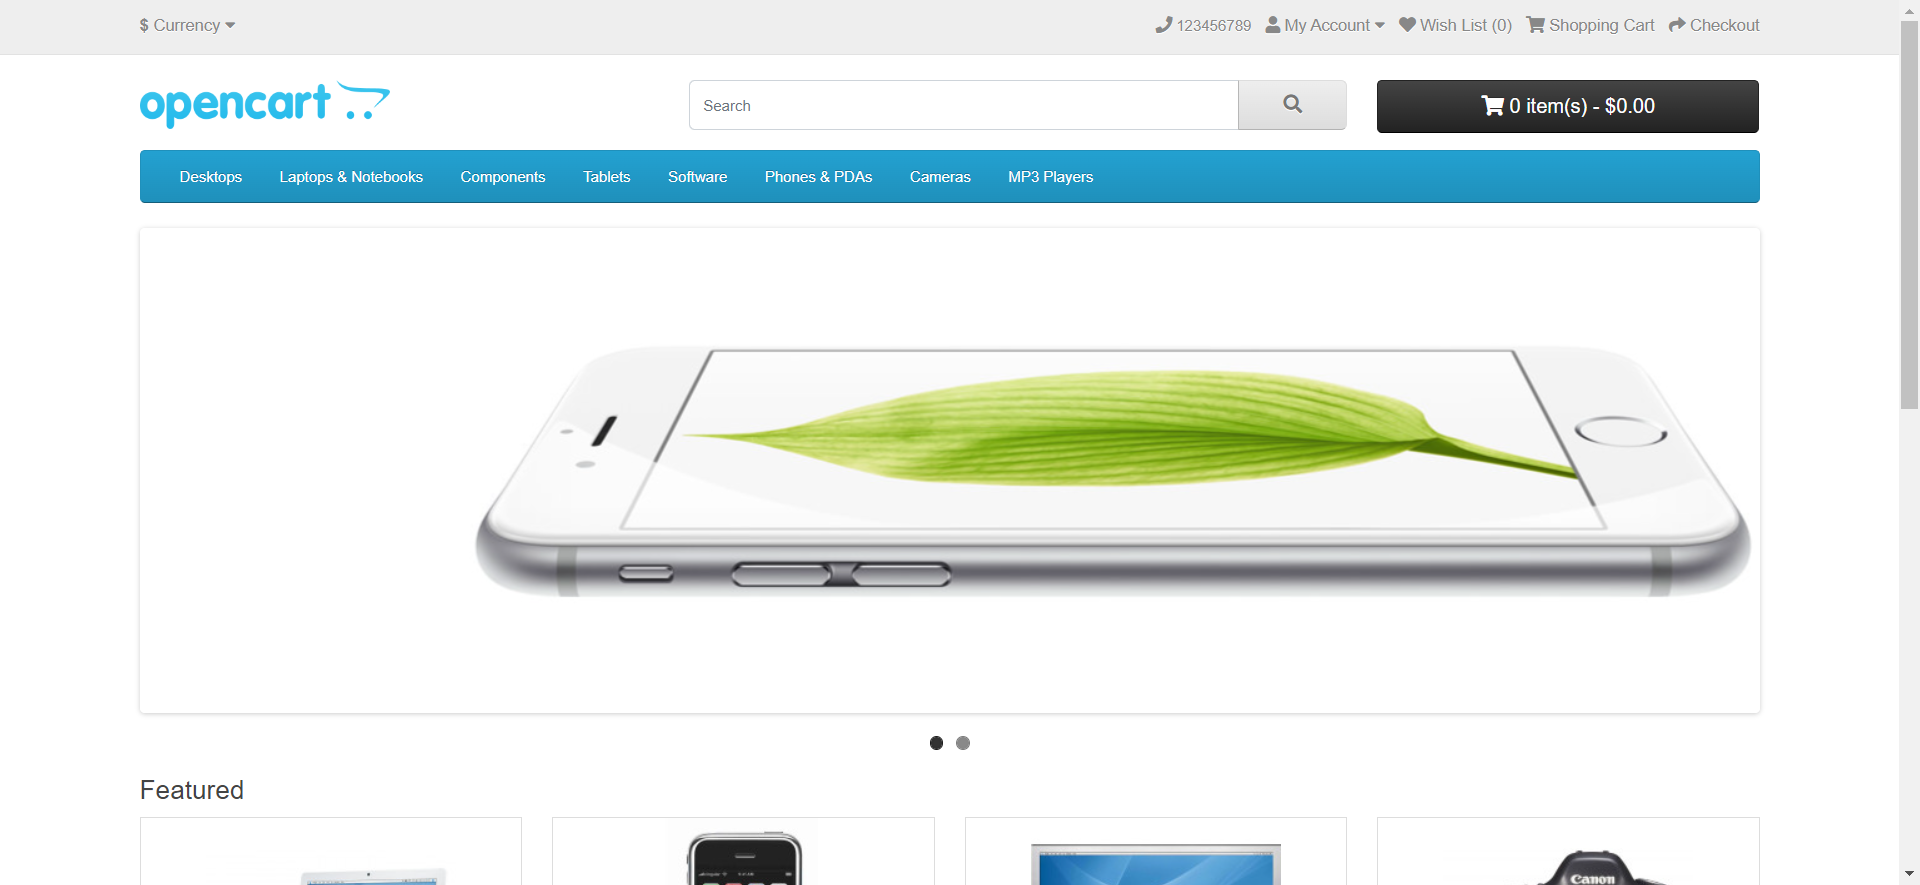 $ Currency
123456789 My Account Wish List (0) Shopping Cart Checkout
opencart
Search
0 item(s) - $0.00
Desktops Laptops & Notebooks Components Tablets Software Phones & PDAs Cameras MP3 Players
Featured
Canon